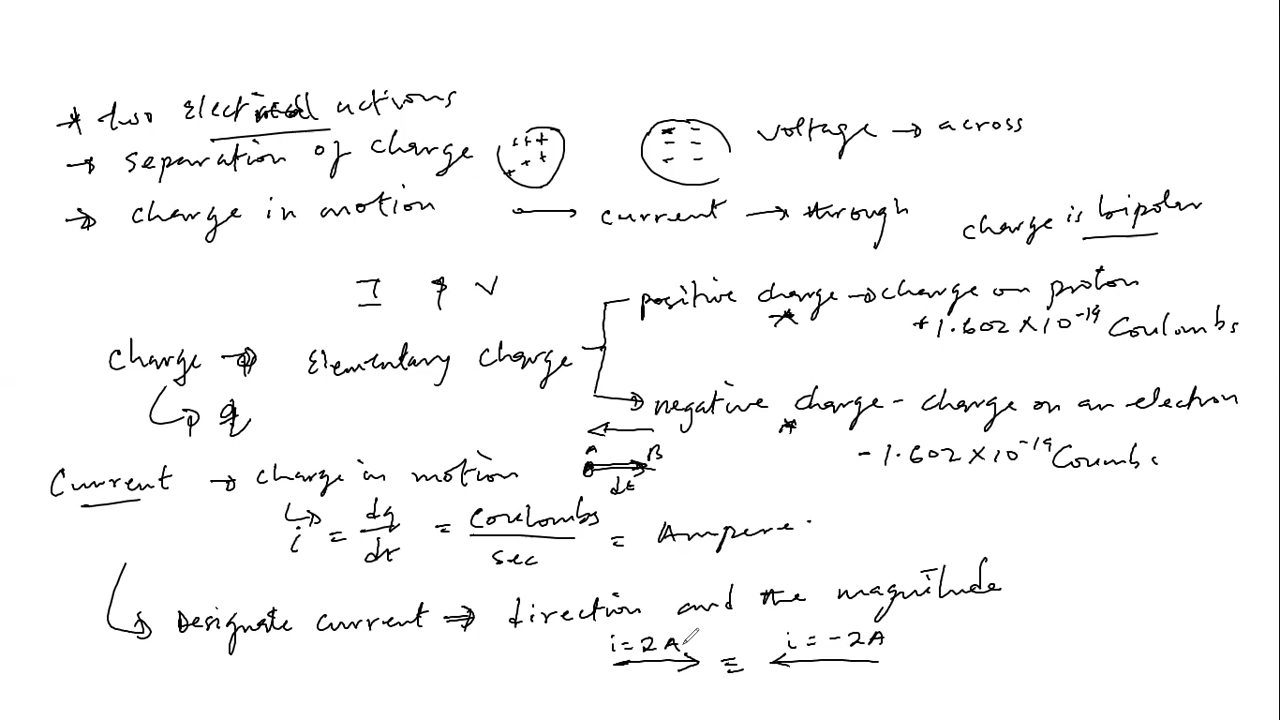 * two Electrical actions
→ separation of charge +++ +++ -- -- -- voltage → across
→ charge in motion → current → through
charge is bipolar
I & V
positive charge → charge on proton
* +1.602 × 10⁻¹⁹ Coulombs
charge → Elementary charge
↳ q
→ negative charge - charge on an electron
* -1.602 × 10⁻¹⁹
A B
dt
Current → charge in motion
↳ i = dq/dt = Coulombs/sec = Ampere.
↳ Designate current ⇒ direction and the magnitude
i = 2A ≡ i = -2A